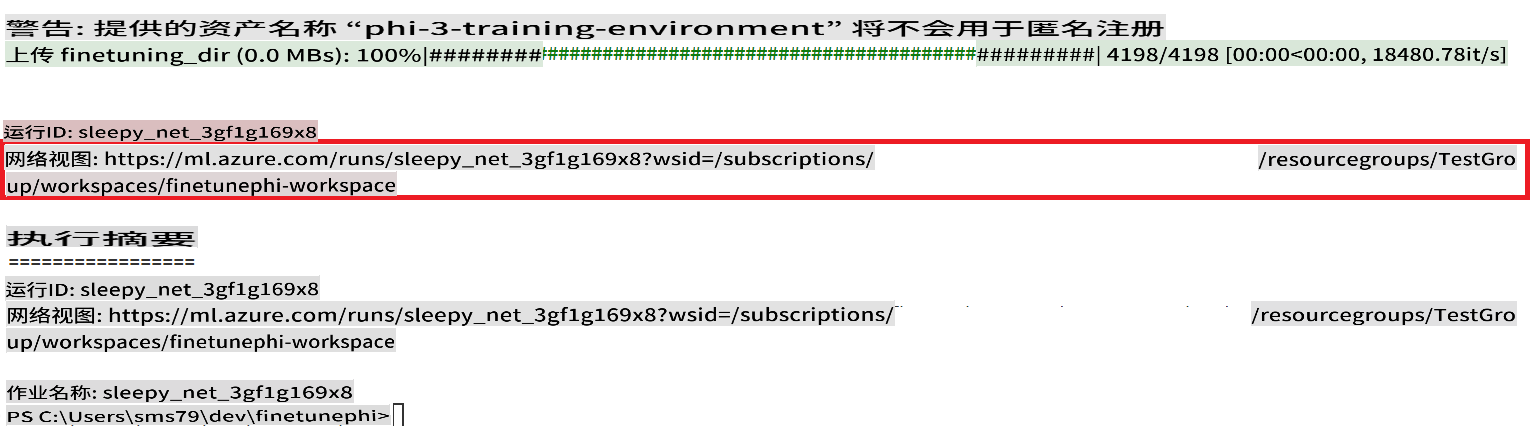 警告: 提供的资产名称 “phi-3-training-environment” 将不会用于匿名注册
上传 finetuning_dir (0.0 MBs): 100%|##########################################################| 4198/4198 [00:00<00:00, 18480.78it/s]
运行ID: sleepy_net_3gf1g169x8
网络视图: https://ml.azure.com/runs/sleepy_net_3gf1g169x8?wsid=/subscriptions/ /resourcegroups/TestGro
up/workspaces/finetunephi-workspace
执行摘要
=================
运行ID: sleepy_net_3gf1g169x8
网络视图: https://ml.azure.com/runs/sleepy_net_3gf1g169x8?wsid=/subscriptions/ /resourcegroups/TestGro
up/workspaces/finetunephi-workspace
作业名称: sleepy_net_3gf1g169x8
PS C:\Users\sms79\dev\finetunephi>